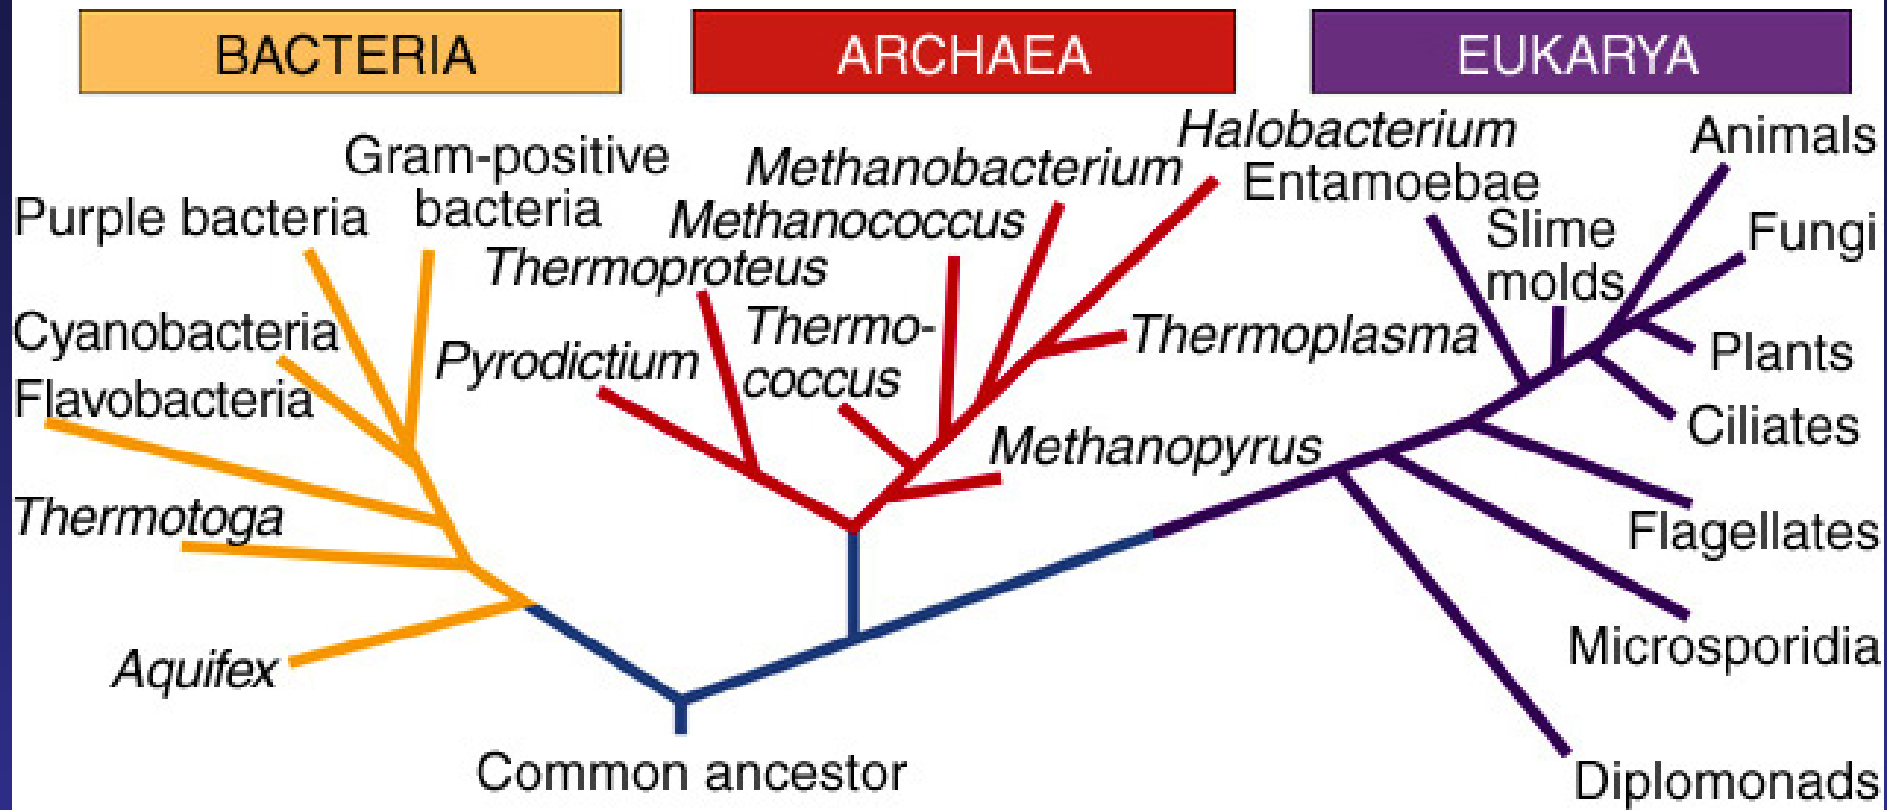 BACTERIA
ARCHAEA
EUKARYA
Gram-positive
bacteria
Purple bacteria
Cyanobacteria
Flavobacteria
Thermotoga
Aquifex
Halobacterium
Methanobacterium
Methanococcus
Thermoproteus
Thermo-
coccus
Pyrodictium
Thermoplasma
Methanopyrus
Animals
Entamoebae
Slime
molds
Fungi
Plants
Ciliates
Flagellates
Microsporidia
Diplomonads
Common ancestor